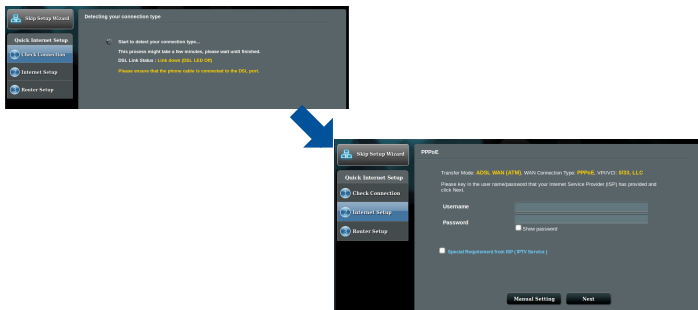 Skip Setup Wizard
Detecting your connection type
Quick Internet Setup
Check Connection
Internet Setup
Router Setup
Start to detect your connection type...
This process might take a few minutes, please wait until finished.
DSL Link Status : Link down (DSL LED Off)
Please ensure that the phone cable is connected to the DSL port.
Skip Setup Wizard
PPPoE
Quick Internet Setup
Check Connection
Internet Setup
Router Setup
Transfer Mode: ADSL WAN (ATM), WAN Connection Type: PPPoE, VPI/VCI: 0/33, LLC
Please key in the user name/password that your Internet Service Provider (ISP) has provided and
click Next.
Username
Password
Show password
Special Requirement from ISP ( IPTV Service )
Manual Setting
Next